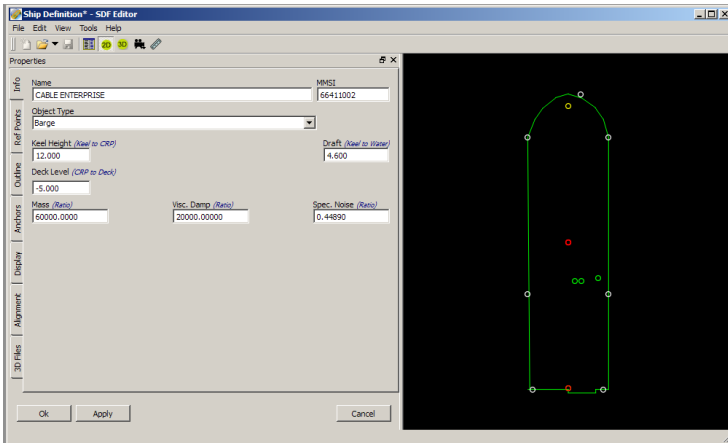 Ship Definition* - SDF Editor
File Edit View Tools Help
2D 3D
Properties
Info
Ref Points
Outline
Anchors
Display
Alignment
3D Files
Name MMSI
CABLE ENTERPRISE 66411002
Object Type
Barge
Keel Height (Keel to CRP) Draft (Keel to Water)
12.000 4.600
Deck Level (CRP to Deck)
-5.000
Mass (Ratio) Visc. Damp (Ratio) Spec. Noise (Ratio)
60000.0000 20000.00000 0.44890
Ok Apply Cancel